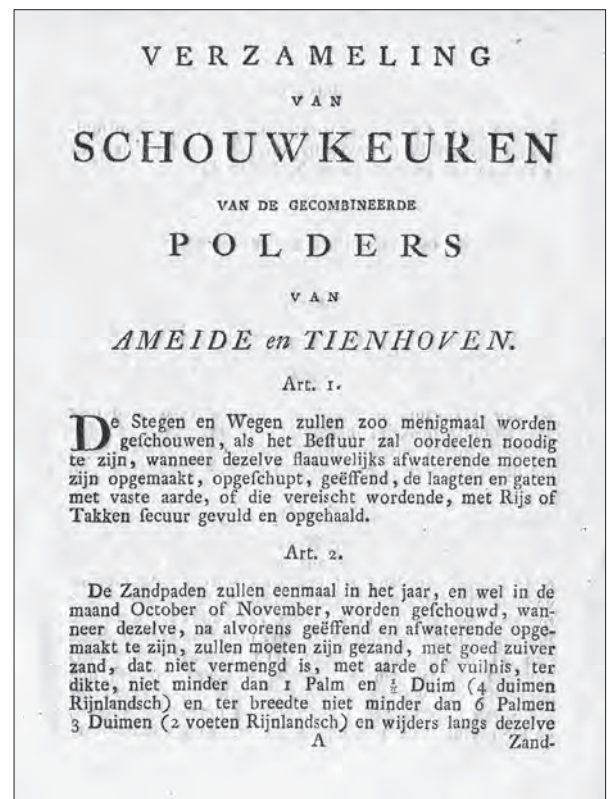 VERZAMELING
VAN
SCHOUWKEUREN
VAN DE GECOMBINEERDE
POLDERS
VAN
AMEIDE en TIENHOVEN.
Art. 1.
De Stegen en Wegen zullen zoo menigmaal worden
geſchouwen, als het Beſtuur zal oordeelen noodig
te zijn, wanneer dezelve flaauwelijks afwaterende moeten
zijn opgemaakt, opgeſchupt, geëffend, de laagten en gaten
met vaste aarde, of die vereischt wordende, met Rijs of
Takken ſecuur gevuld en opgehaald.
Art. 2.
De Zandpaden zullen eenmaal in het jaar, en wel in de
maand October of November, worden geſchouwd, wan-
neer dezelve, na alvorens geëffend en afwaterende opge-
maakt te zijn, zullen moeten zijn gezand, met goed zuiver
zand, dat niet vermengd is, met aarde of vuilnis, ter
dikte, niet minder dan 1 Palm en ½ Duim (4 duimen
Rijnlandsch) en ter breedte niet minder dan 6 Palmen
3 Duimen (2 voeten Rijnlandsch) en wijders langs dezelve
A Zand-